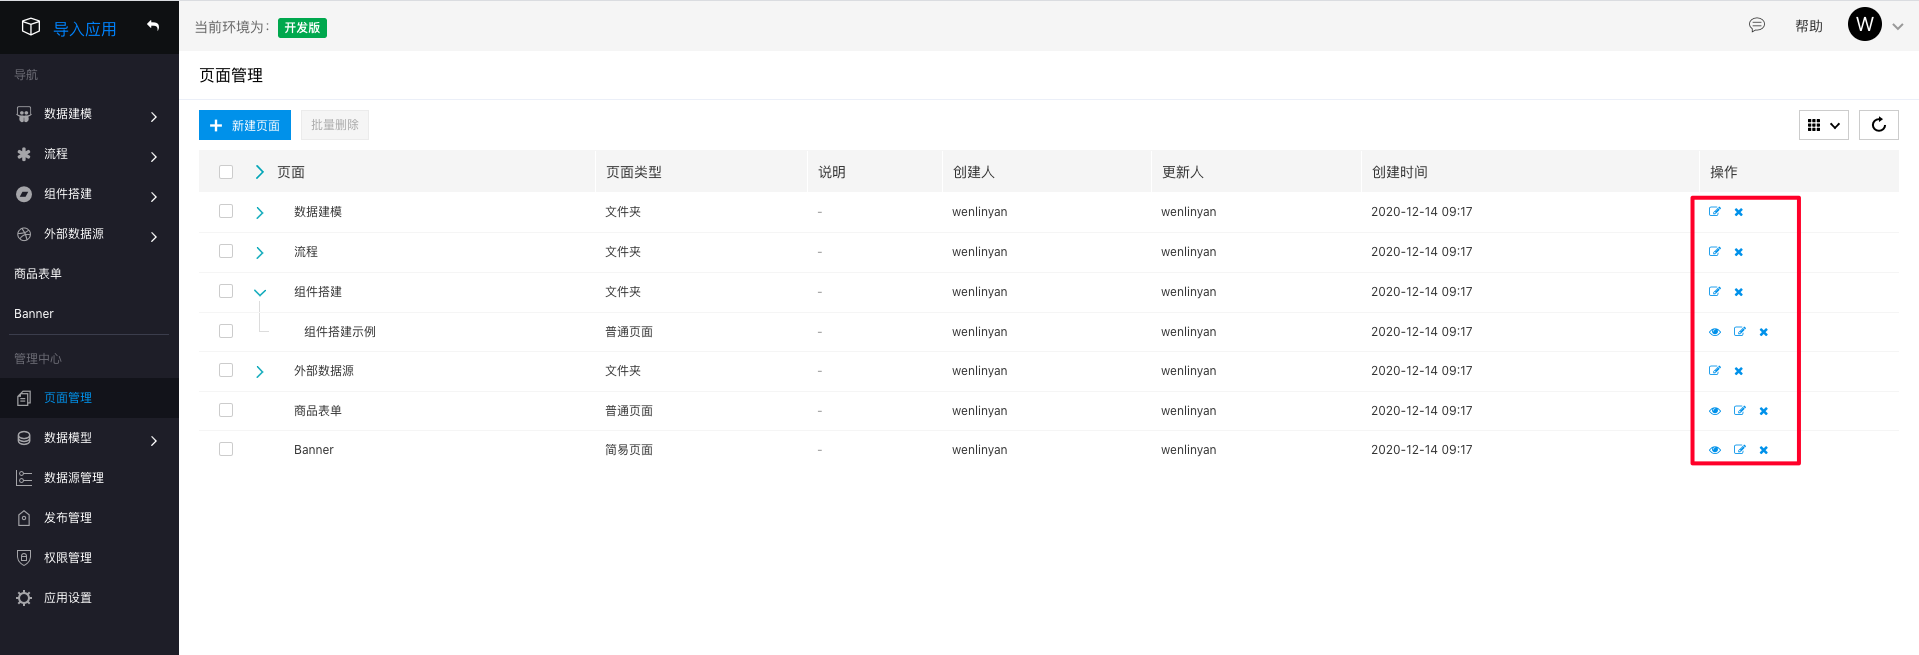 导入应用
当前环境为： 开发版
帮助
W
导航
数据建模
流程
组件搭建
外部数据源
商品表单
Banner
管理中心
页面管理
数据模型
数据源管理
发布管理
权限管理
应用设置
页面管理
新建页面 批量删除
页面 页面类型 说明 创建人 更新人 创建时间 操作
数据建模 文件夹 - wenlinyan wenlinyan 2020-12-14 09:17
流程 文件夹 - wenlinyan wenlinyan 2020-12-14 09:17
组件搭建 文件夹 - wenlinyan wenlinyan 2020-12-14 09:17
组件搭建示例 普通页面 - wenlinyan wenlinyan 2020-12-14 09:17
外部数据源 文件夹 - wenlinyan wenlinyan 2020-12-14 09:17
商品表单 普通页面 - wenlinyan wenlinyan 2020-12-14 09:17
Banner 简易页面 - wenlinyan wenlinyan 2020-12-14 09:17